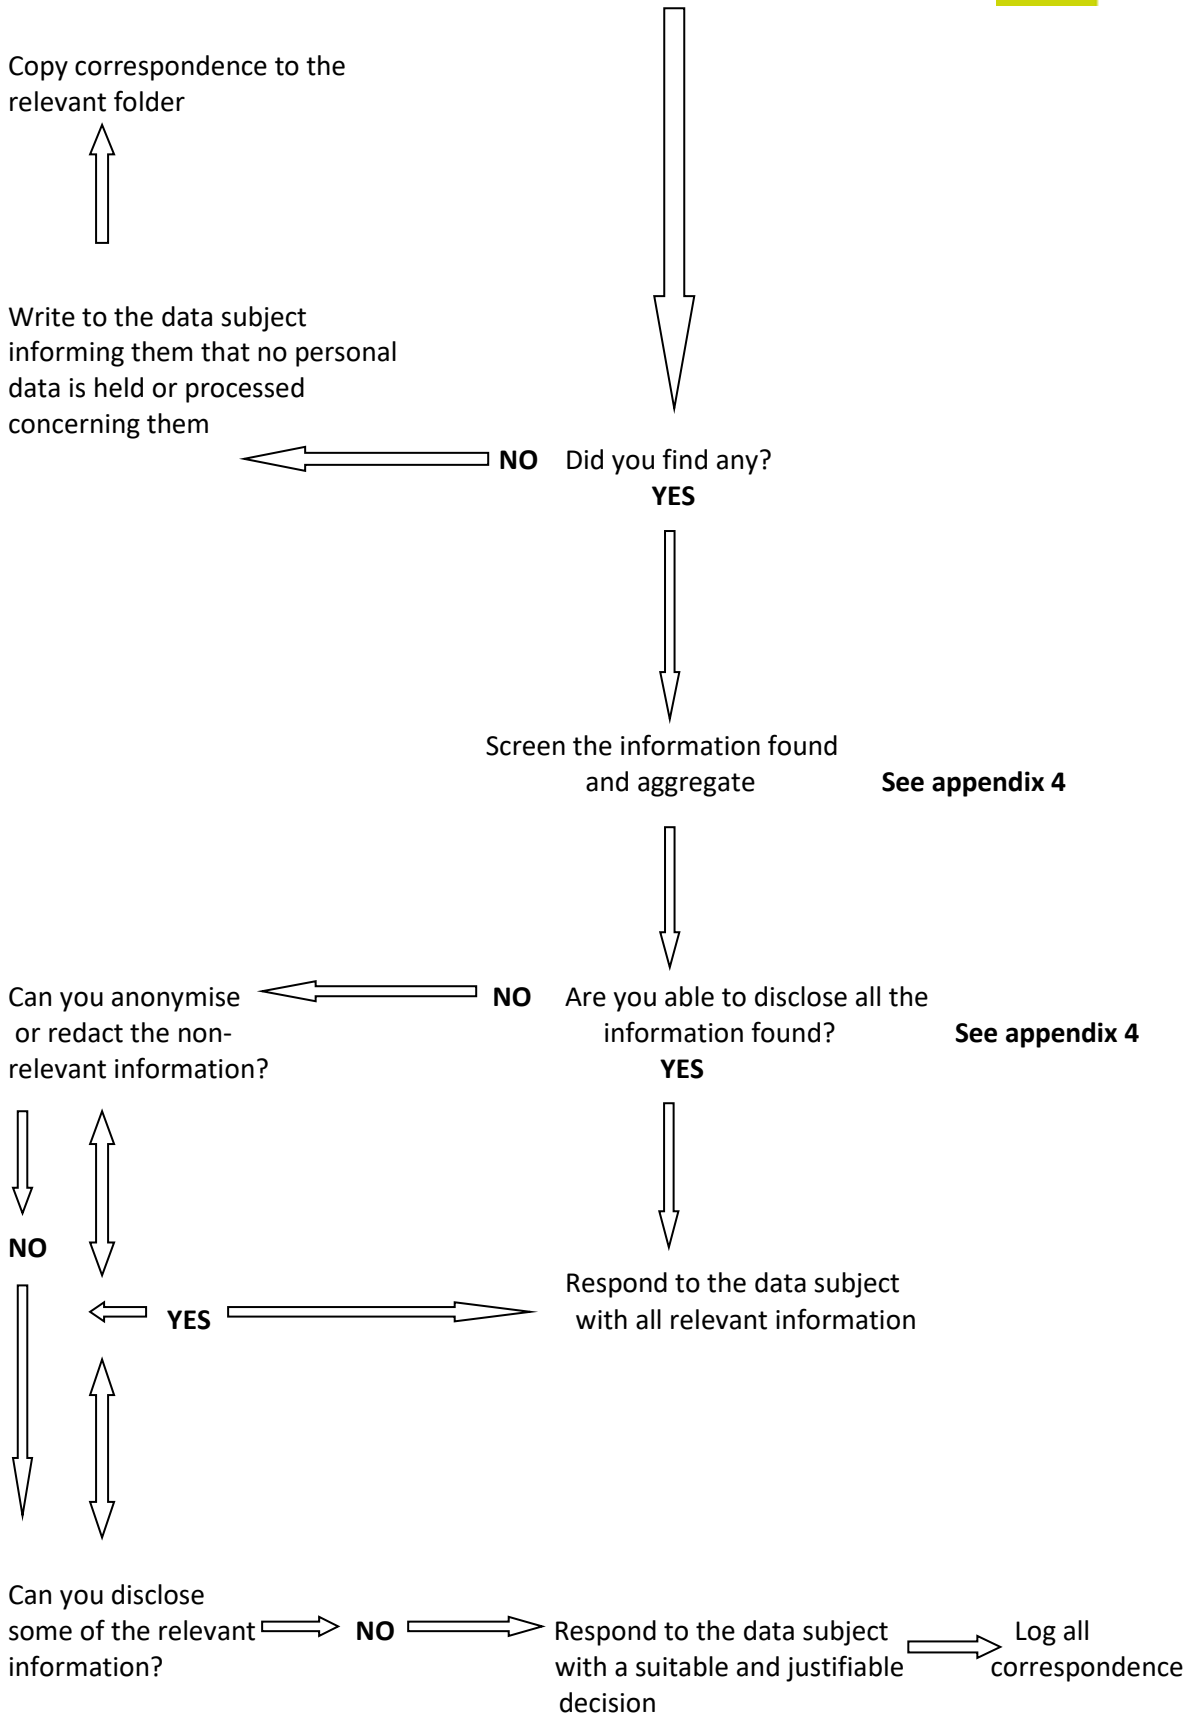 Copy correspondence to the
relevant folder
Write to the data subject
informing them that no personal
data is held or processed
concerning them
NO Did you find any?
YES
Screen the information found
and aggregate See appendix 4
Can you anonymise
or redact the non-
relevant information?
NO Are you able to disclose all the
information found? See appendix 4
YES
NO
YES
Respond to the data subject
with all relevant information
Can you disclose
some of the relevant
information?
NO
Respond to the data subject
with a suitable and justifiable
decision
Log all
correspondence